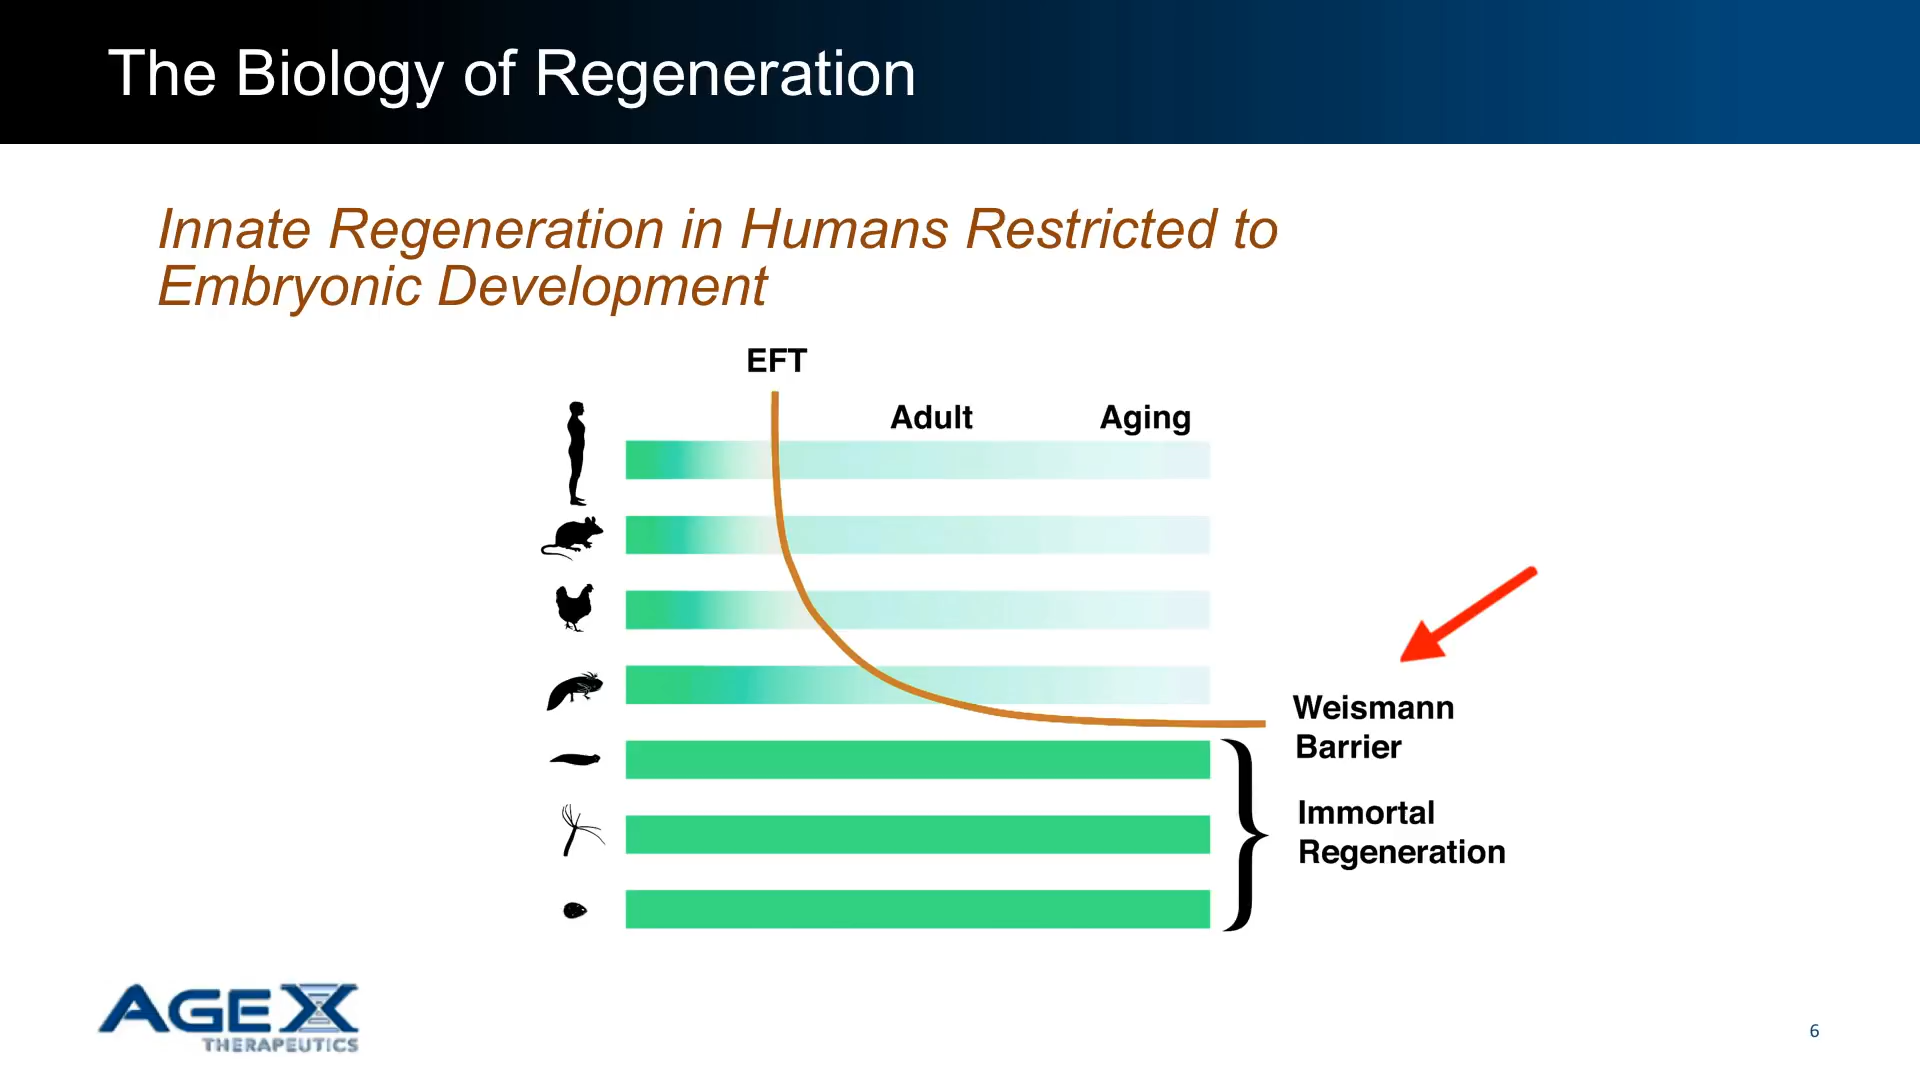 The Biology of Regeneration
Innate Regeneration in Humans Restricted to
Embryonic Development
EFT
Adult
Aging
Weismann
Barrier
Immortal
Regeneration
AGEX
THERAPEUTICS
6